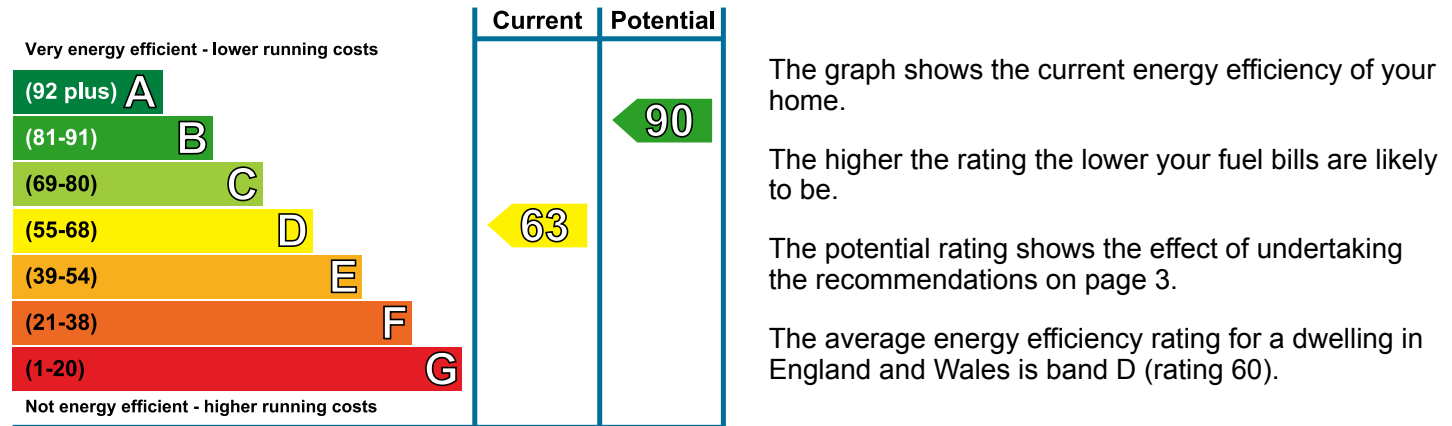 Current Potential
Very energy efficient - lower running costs
(92 plus) A
(81-91) B
(69-80) C
(55-68) D
(39-54) E
(21-38) F
(1-20) G
Not energy efficient - higher running costs
90
63
The graph shows the current energy efficiency of your
home.
The higher the rating the lower your fuel bills are likely
to be.
The potential rating shows the effect of undertaking
the recommendations on page 3.
The average energy efficiency rating for a dwelling in
England and Wales is band D (rating 60).